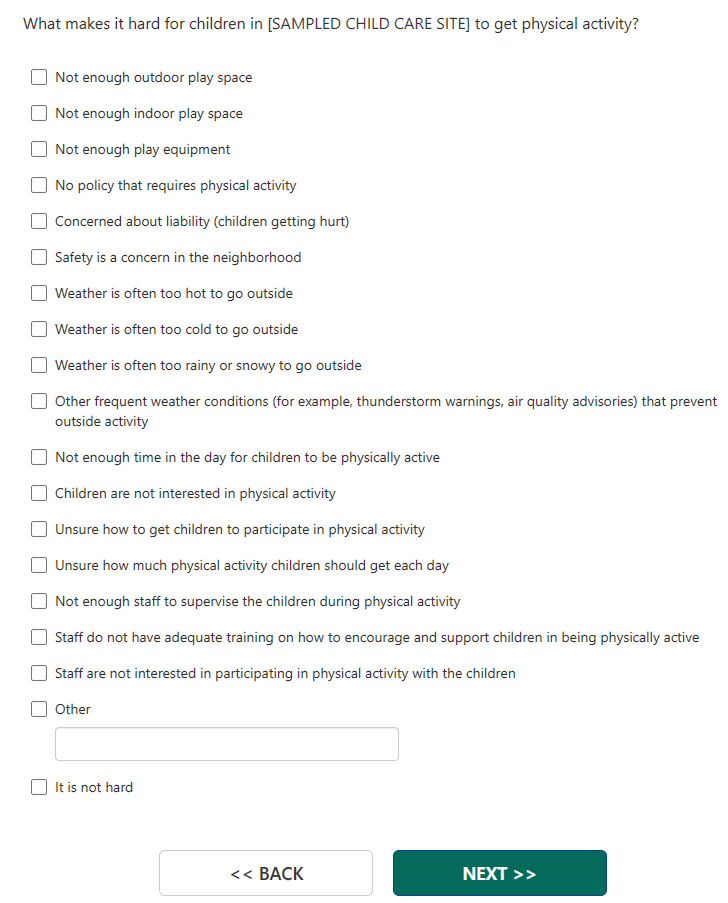 What makes it hard for children in [SAMPLED CHILD CARE SITE] to get physical activity?
Not enough outdoor play space
Not enough indoor play space
Not enough play equipment
No policy that requires physical activity
Concerned about liability (children getting hurt)
Safety is a concern in the neighborhood
Weather is often too hot to go outside
Weather is often too cold to go outside
Weather is often too rainy or snowy to go outside
Other frequent weather conditions (for example, thunderstorm warnings, air quality advisories) that prevent
outside activity
Not enough time in the day for children to be physically active
Children are not interested in physical activity
Unsure how to get children to participate in physical activity
Unsure how much physical activity children should get each day
Not enough staff to supervise the children during physical activity
Staff do not have adequate training on how to encourage and support children in being physically active
Staff are not interested in participating in physical activity with the children
Other
It is not hard
<< BACK
NEXT >>